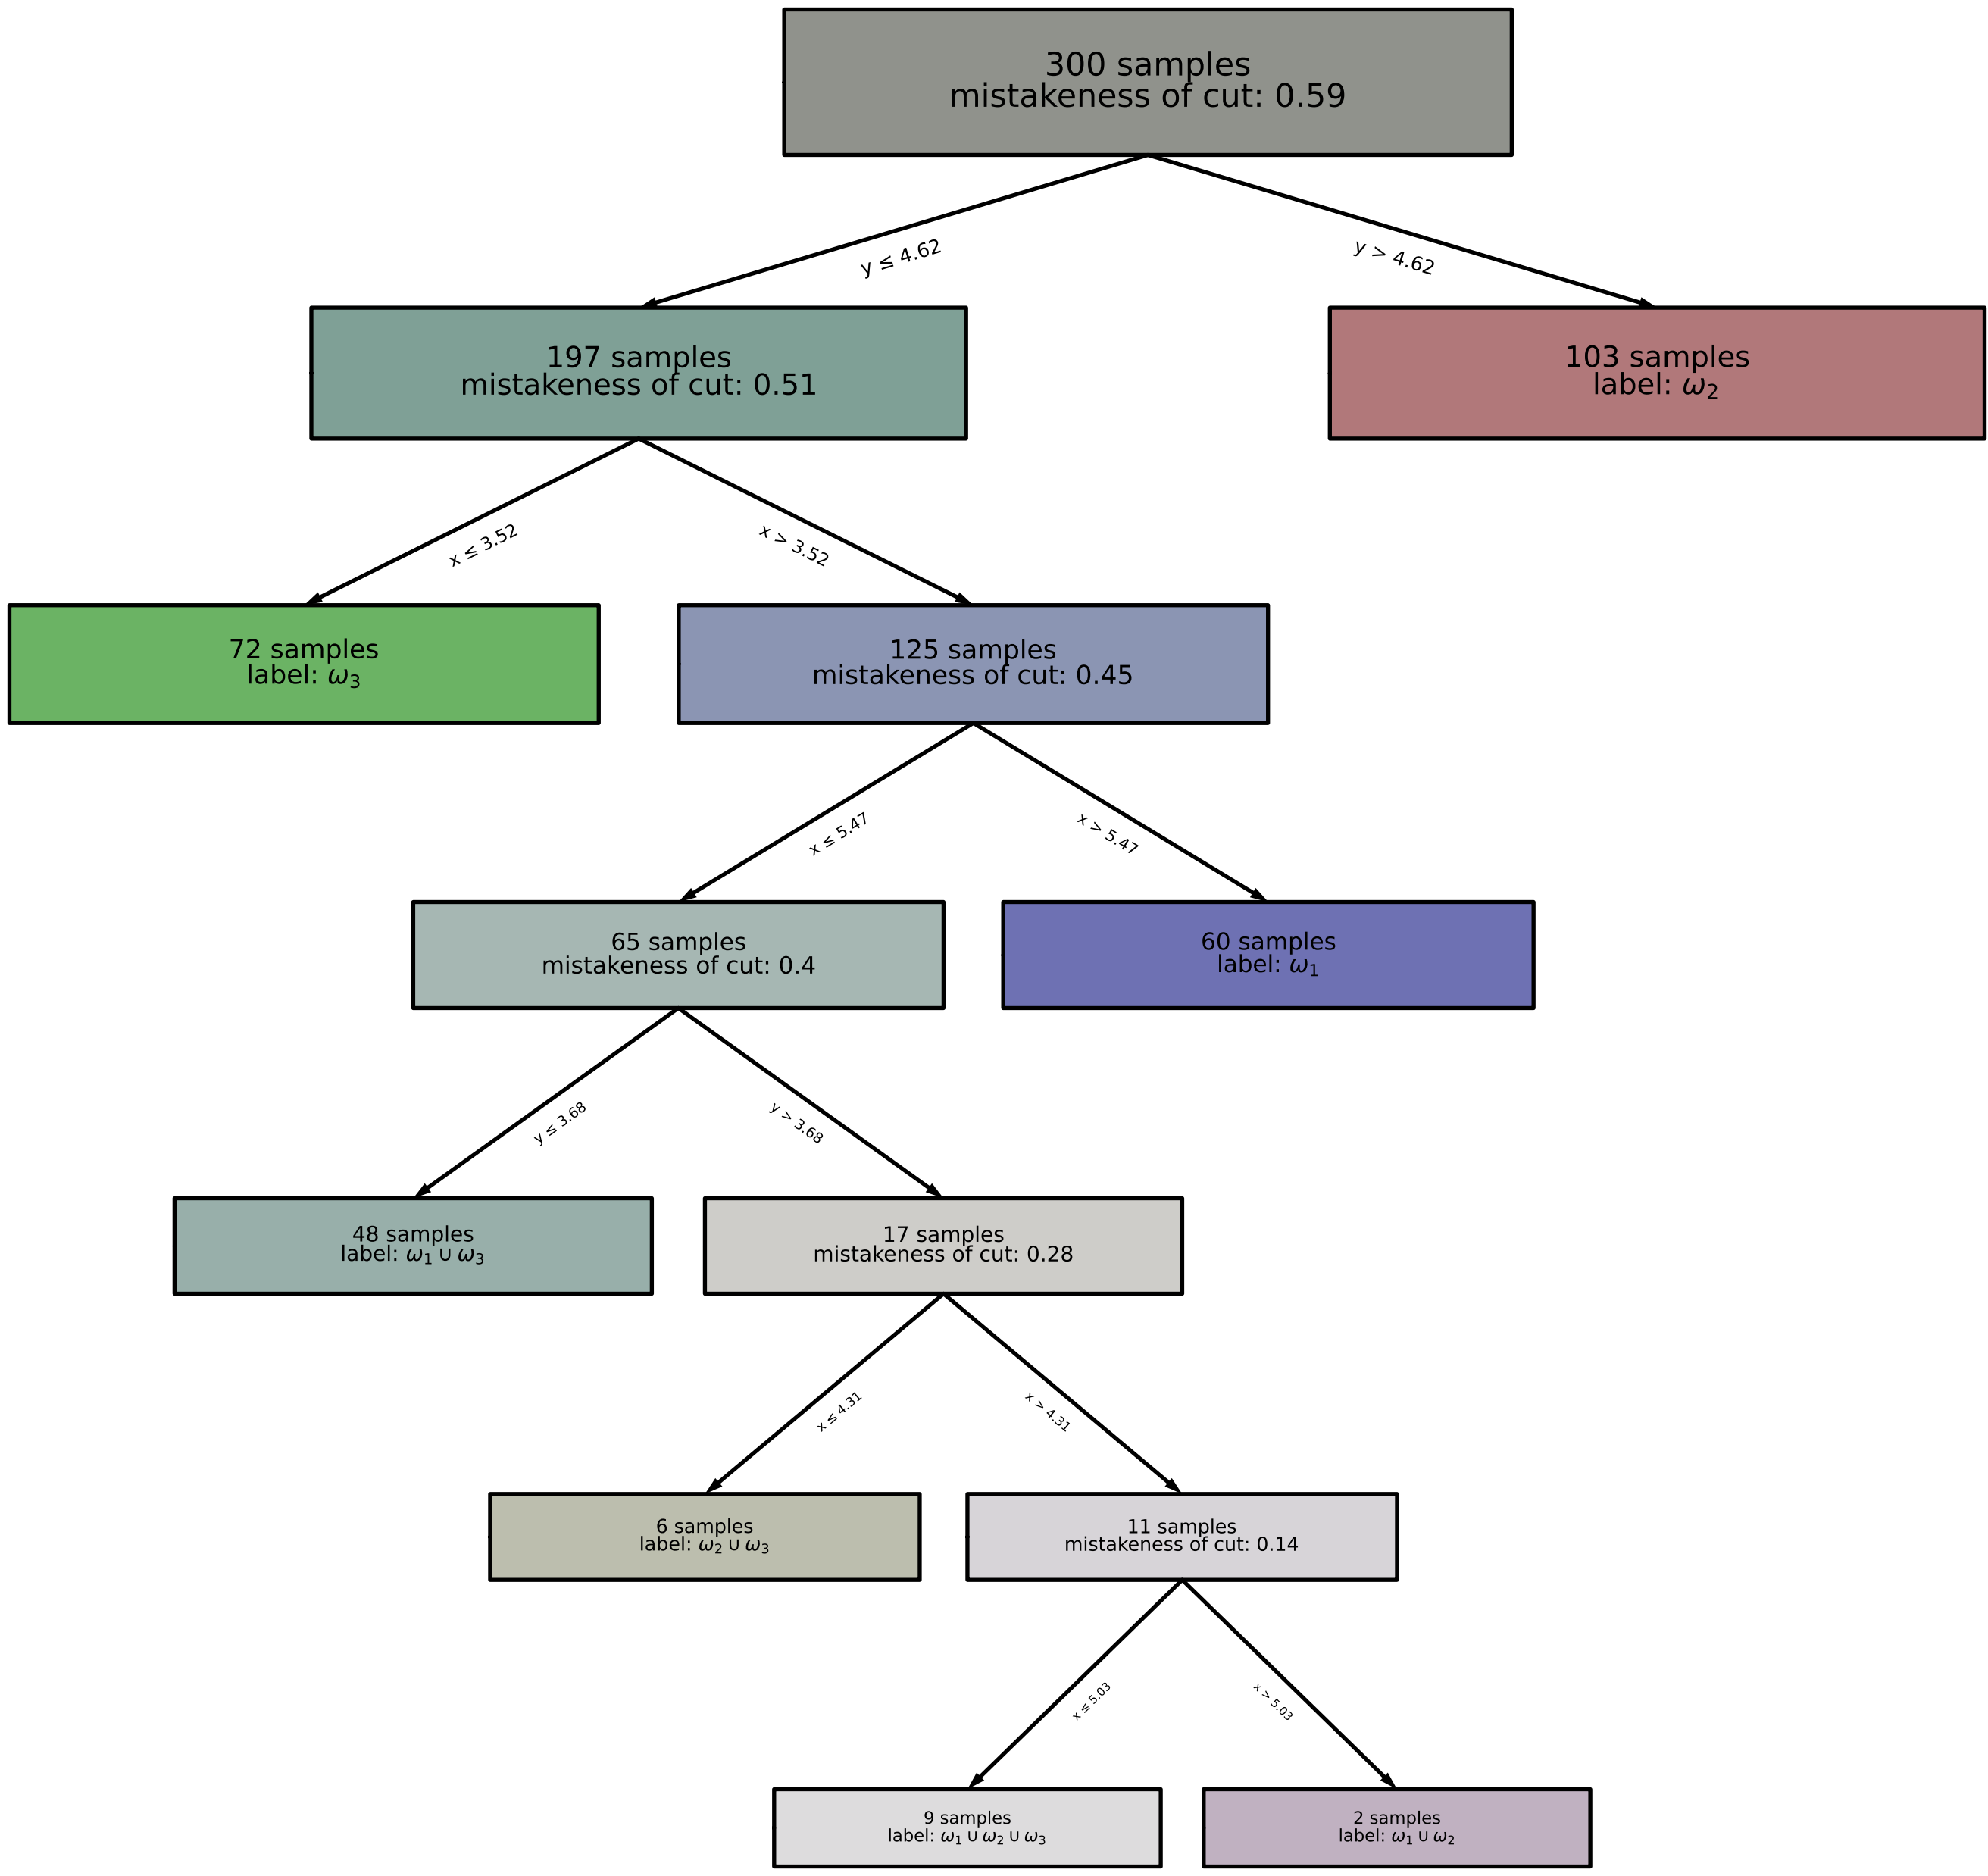 300 samples
mistakeness of cut: 0.59
y ≤ 4.62
y > 4.62
197 samples
mistakeness of cut: 0.51
103 samples
label: ω₂
x ≤ 3.52
x > 3.52
72 samples
label: ω₃
125 samples
mistakeness of cut: 0.45
x ≤ 5.47
x > 5.47
65 samples
mistakeness of cut: 0.4
60 samples
label: ω₁
y ≤ 3.68
y > 3.68
48 samples
label: ω₁ ∪ ω₃
17 samples
mistakeness of cut: 0.28
x ≤ 4.31
x > 4.31
6 samples
label: ω₂ ∪ ω₃
11 samples
mistakeness of cut: 0.14
x ≤ 5.03
x > 5.03
9 samples
label: ω₁ ∪ ω₂ ∪ ω₃
2 samples
label: ω₁ ∪ ω₂